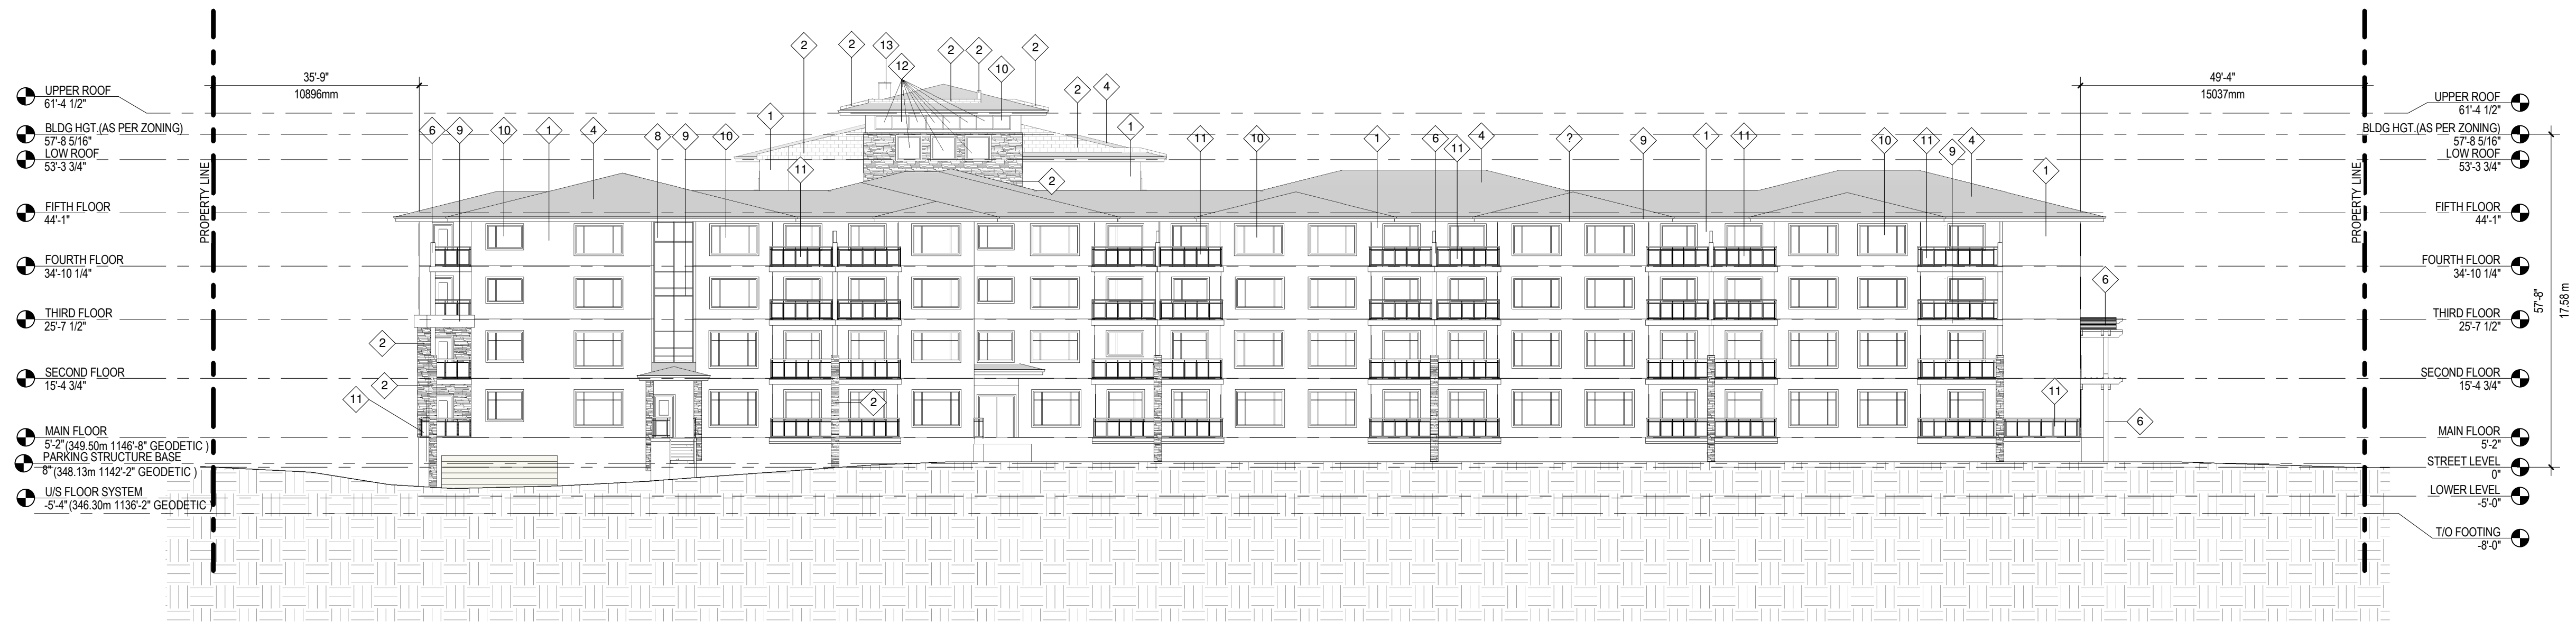 2
2
13
2
2
2
12
10
2
4
35'-9"
10896mm
49'-4"
15037mm
UPPER ROOF
61'-4 1/2"
BLDG HGT.(AS PER ZONING)
57'-8 5/16"
LOW ROOF
53'-3 3/4"
FIFTH FLOOR
44'-1"
FOURTH FLOOR
34'-10 1/4"
THIRD FLOOR
25'-7 1/2"
SECOND FLOOR
15'-4 3/4"
MAIN FLOOR
5'-2" (349.50m 1146'-8" GEODETIC )
PARKING STRUCTURE BASE
8" (348.13m 1142'-2" GEODETIC )
U/S FLOOR SYSTEM
-5'-4" (346.30m 1136'-2" GEODETIC )
PROPERTY LINE
6
9
10
1
4
8
9
10
1
11
2
1
11
10
1
6
11
4
?
9
1
11
10
11
9
4
1
2
2
11
2
6
11
6
PROPERTY LINE
UPPER ROOF
61'-4 1/2"
BLDG HGT.(AS PER ZONING)
57'-8 5/16"
LOW ROOF
53'-3 3/4"
FIFTH FLOOR
44'-1"
FOURTH FLOOR
34'-10 1/4"
THIRD FLOOR
25'-7 1/2"
SECOND FLOOR
15'-4 3/4"
MAIN FLOOR
5'-2"
STREET LEVEL
0"
LOWER LEVEL
-5'-0"
T/O FOOTING
-8'-0"
57'-8"
17.58 m